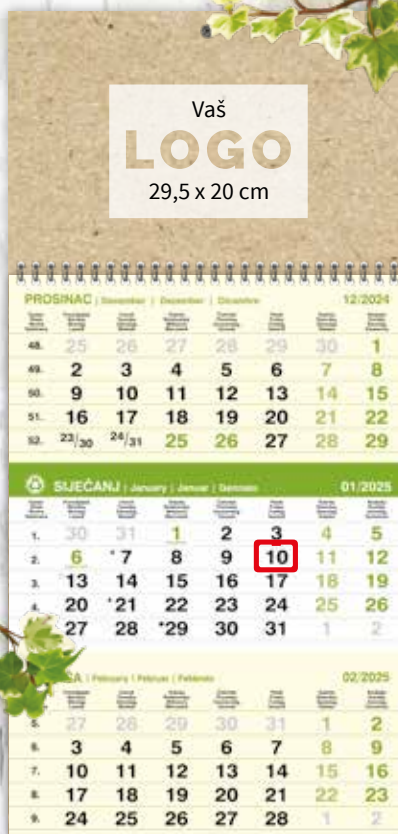 Vaš
LOGO
29,5 x 20 cm
PROSINAC | December | Dezember | Dicembre 12/2024
48. 25 26 27 28 29 30 1
49. 2 3 4 5 6 7 8
50. 9 10 11 12 13 14 15
51. 16 17 18 19 20 21 22
52. 23/30 24/31 25 26 27 28 29
SIJEČANJ | January | Januar | Gennaio 01/2025
1. 30 31 1 2 3 4 5
2. 6 7 8 9 10 11 12
3. 13 14 15 16 17 18 19
4. 20 21 22 23 24 25 26
27 28 29 30 31 1 2
February | Februar | Febbraio 02/2025
5. 27 28 29 30 31 1 2
6. 3 4 5 6 7 8 9
7. 10 11 12 13 14 15 16
8. 17 18 19 20 21 22 23
9. 24 25 26 27 28 1 2